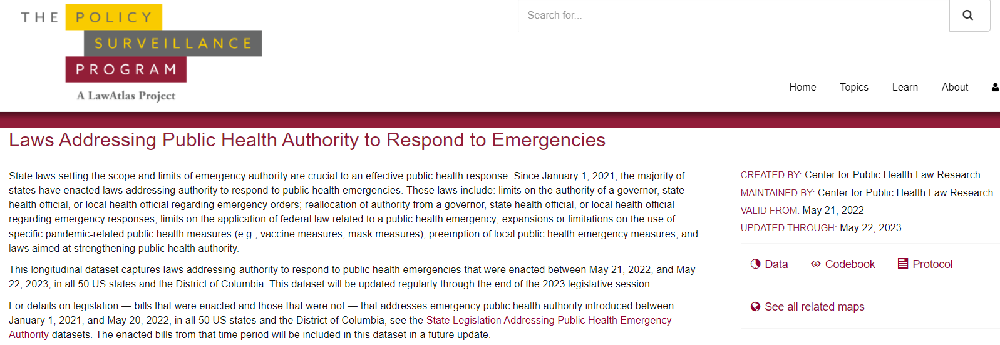 THE POLICY
SURVEILLANCE
PROGRAM
A LawAtlas Project
Search for...
Home Topics Learn About
Laws Addressing Public Health Authority to Respond to Emergencies
State laws setting the scope and limits of emergency authority are crucial to an effective public health response. Since January 1, 2021, the majority of
states have enacted laws addressing authority to respond to public health emergencies. These laws include: limits on the authority of a governor, state
health official, or local health official regarding emergency orders; reallocation of authority from a governor, state health official, or local health official
regarding emergency responses; limits on the application of federal law related to a public health emergency; expansions or limitations on the use of
specific pandemic-related public health measures (e.g., vaccine measures, mask measures); preemption of local public health emergency measures; and
laws aimed at strengthening public health authority.
This longitudinal dataset captures laws addressing authority to respond to public health emergencies that were enacted between May 21, 2022, and May
22, 2023, in all 50 US states and the District of Columbia. This dataset will be updated regularly through the end of the 2023 legislative session.
For details on legislation — bills that were enacted and those that were not — that addresses emergency public health authority introduced between
January 1, 2021, and May 20, 2022, in all 50 US states and the District of Columbia, see the State Legislation Addressing Public Health Emergency
Authority datasets. The enacted bills from that time period will be included in this dataset in a future update.
CREATED BY: Center for Public Health Law Research
MAINTAINED BY: Center for Public Health Law Research
VALID FROM: May 21, 2022
UPDATED THROUGH: May 22, 2023
Data Codebook Protocol
See all related maps